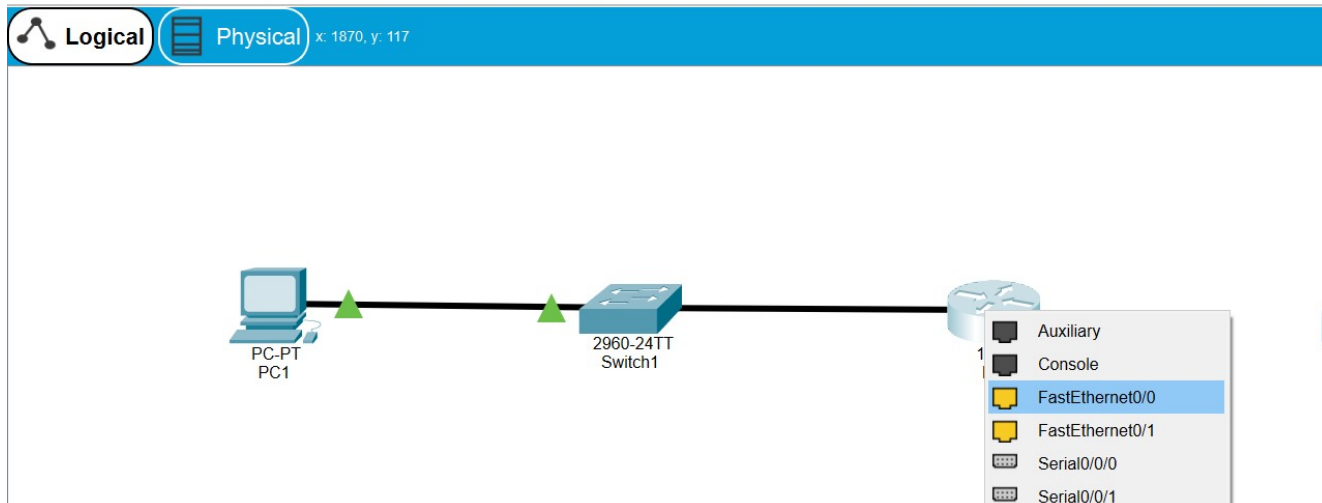 Logical
Physical
x: 1870, y: 117
PC-PT
PC1
2960-24TT
Switch1
1
Auxiliary
Console
FastEthernet0/0
FastEthernet0/1
Serial0/0/0
Serial0/0/1